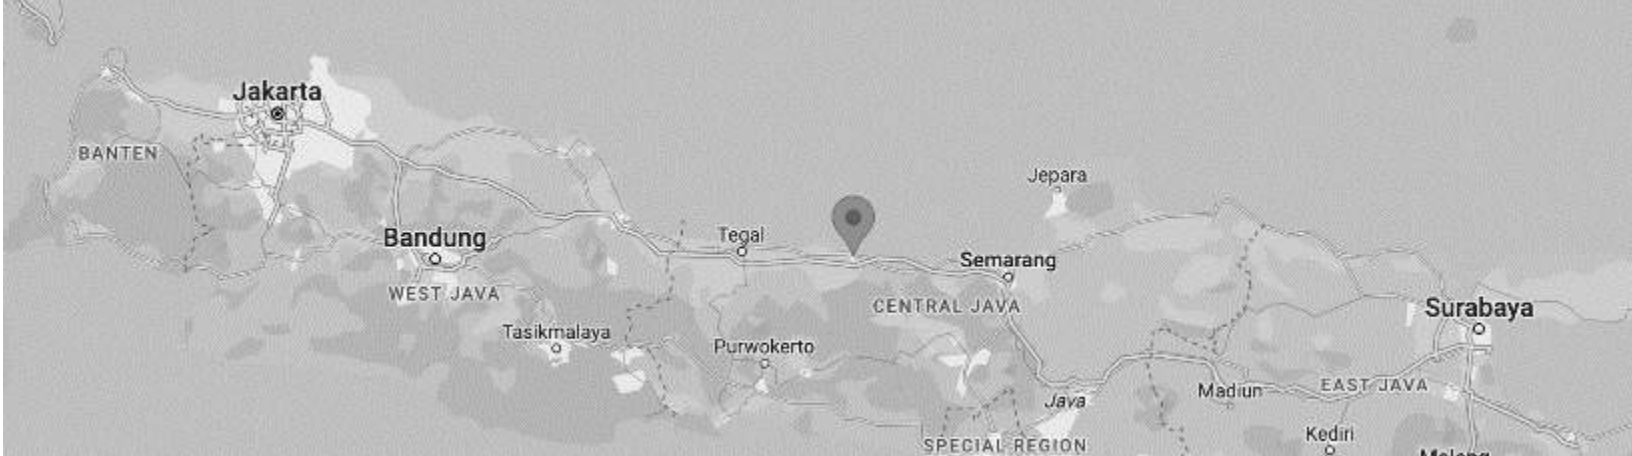 Jakarta
BANTEN
Jepara
Bandung
Tegal
Semarang
WEST JAVA
CENTRAL JAVA
Surabaya
Tasikmalaya
Purwokerto
Java
Madiun
EAST JAVA
Kediri
SPECIAL REGION
Malang